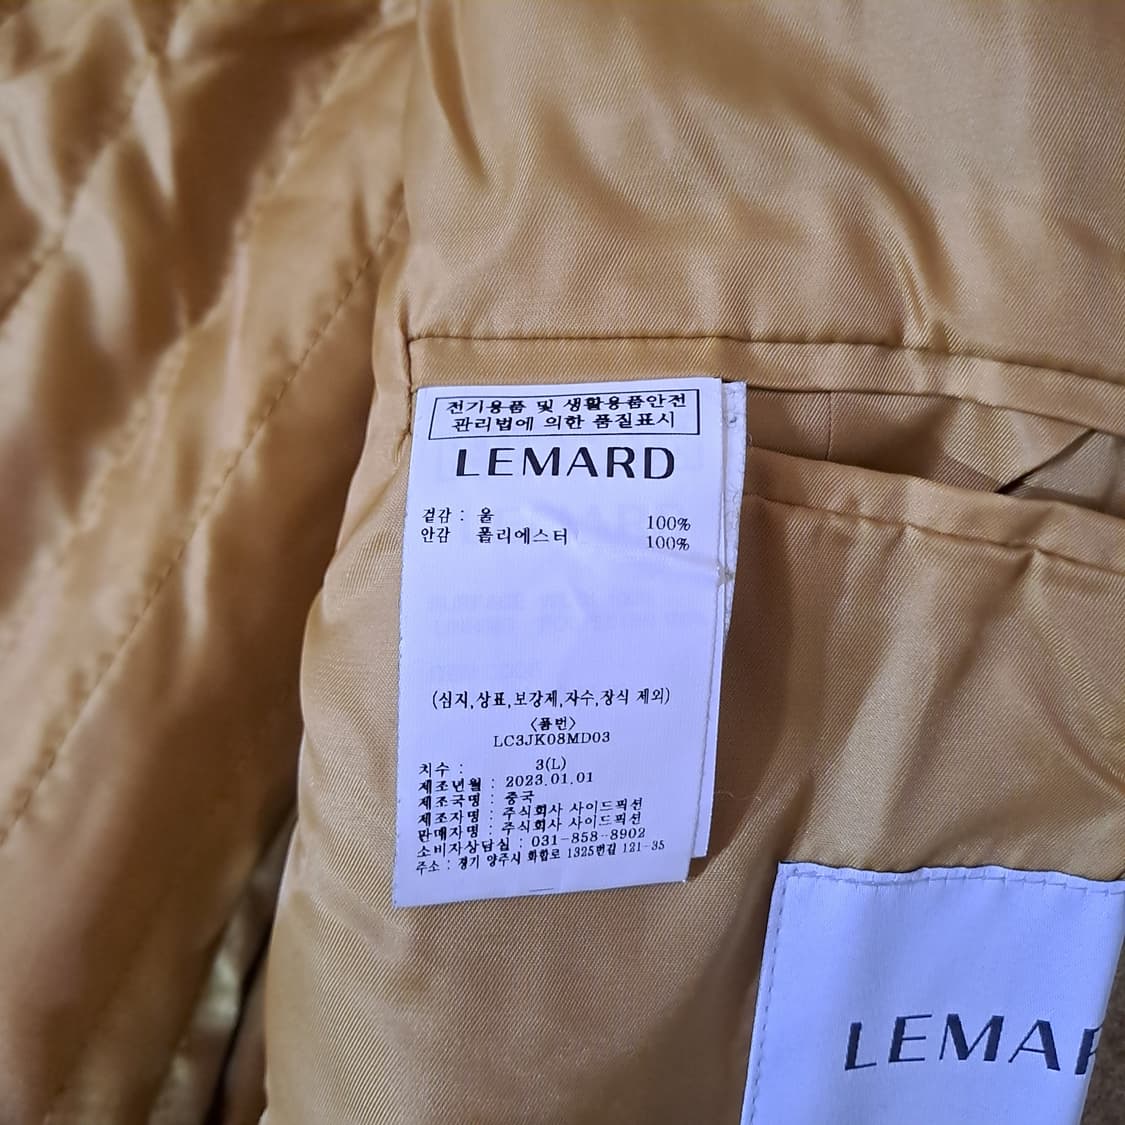 전기용품 및 생활용품안전
관리법에 의한 품질표시
LEMARD
겉감 : 울 100%
안감 폴리에스터 100%
(심지,상표,보강제,자수,장식 제외)
<품번>
LC3JK08MD03
치수 : 3(L)
제조년월 : 2023.01.01
제조국명 : 중국
제조자명 : 주식회사 사이드픽션
판매자명 : 주식회사 사이드픽션
소비자상담실 : 031-858-8902
주소 : 경기 양주시 화합로 1325번길 121-35
LEMAR